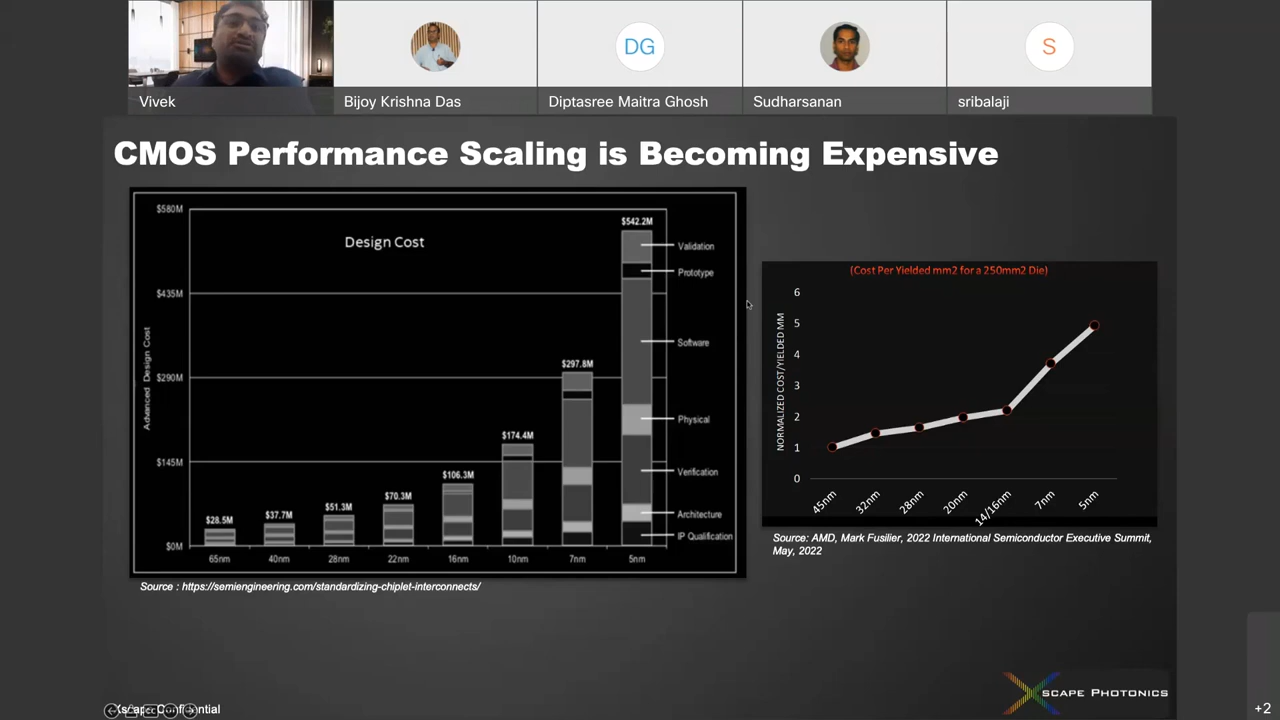 DG
S
Vivek
Bijoy Krishna Das
Diptasree Maitra Ghosh
Sudharsanan
sribalaji
CMOS Performance Scaling is Becoming Expensive
Design Cost
Advanced Design Cost
$580M
$435M
$290M
$145M
$0M
$28.5M
$37.7M
$51.3M
$70.3M
$106.3M
$174.4M
$297.8M
$542.2M
Validation
Prototype
Software
Physical
Verification
Architecture
IP Qualification
65nm
40nm
28nm
22nm
16nm
10nm
7nm
5nm
Source : https://semiengineering.com/standardizing-chiplet-interconnects/
(Cost Per Yielded mm2 for a 250mm2 Die)
NORMALIZED COST/YIELDED MM
6
5
4
3
2
1
0
45nm
32nm
28nm
20nm
14/16nm
7nm
5nm
Source: AMD, Mark Fusilier, 2022 International Semiconductor Executive Summit,
May, 2022
Xscape Confidential
XSCAPE PHOTONICS
+2